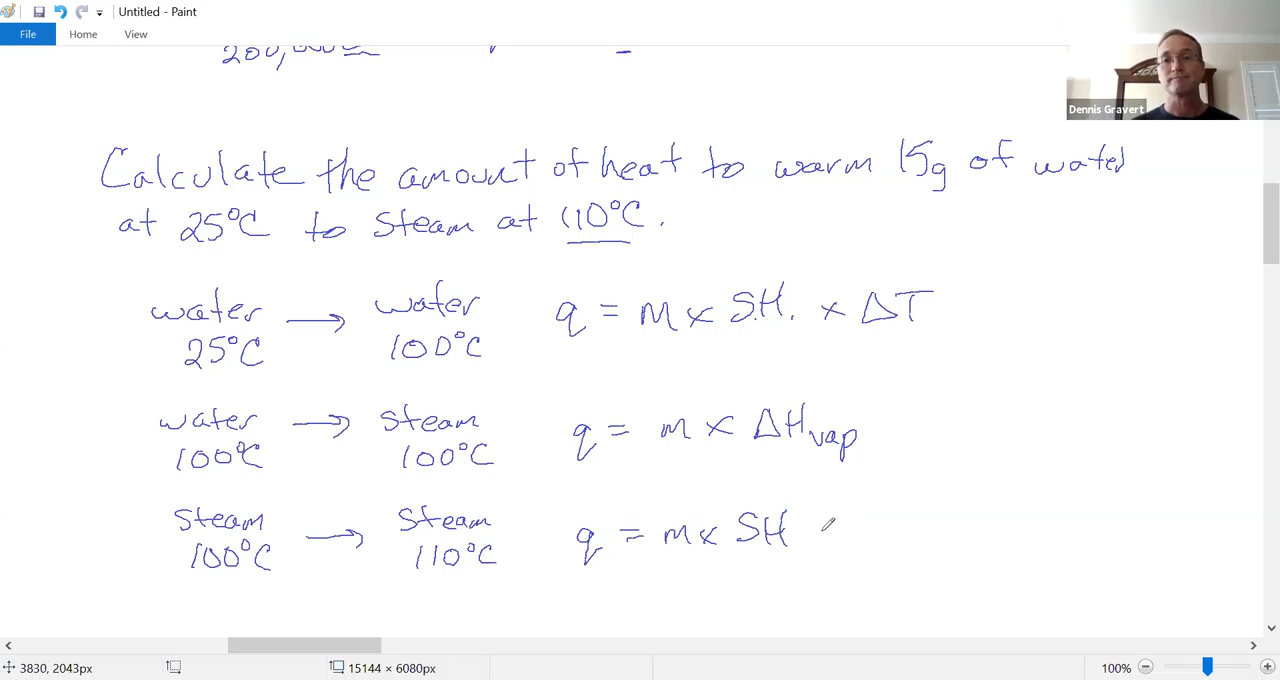 Untitled - Paint
File Home View
200,000
Dennis Gravert
Calculate the amount of heat to warm 15g of water
at 25°C to steam at 110°C.
water → water q = m x S.H. x ΔT
25°C 100°C
water → steam q = m x ΔHvap
100°C 100°C
steam → steam q = m x SH
100°C 110°C
3830, 2043px 15144 × 6080px 100%